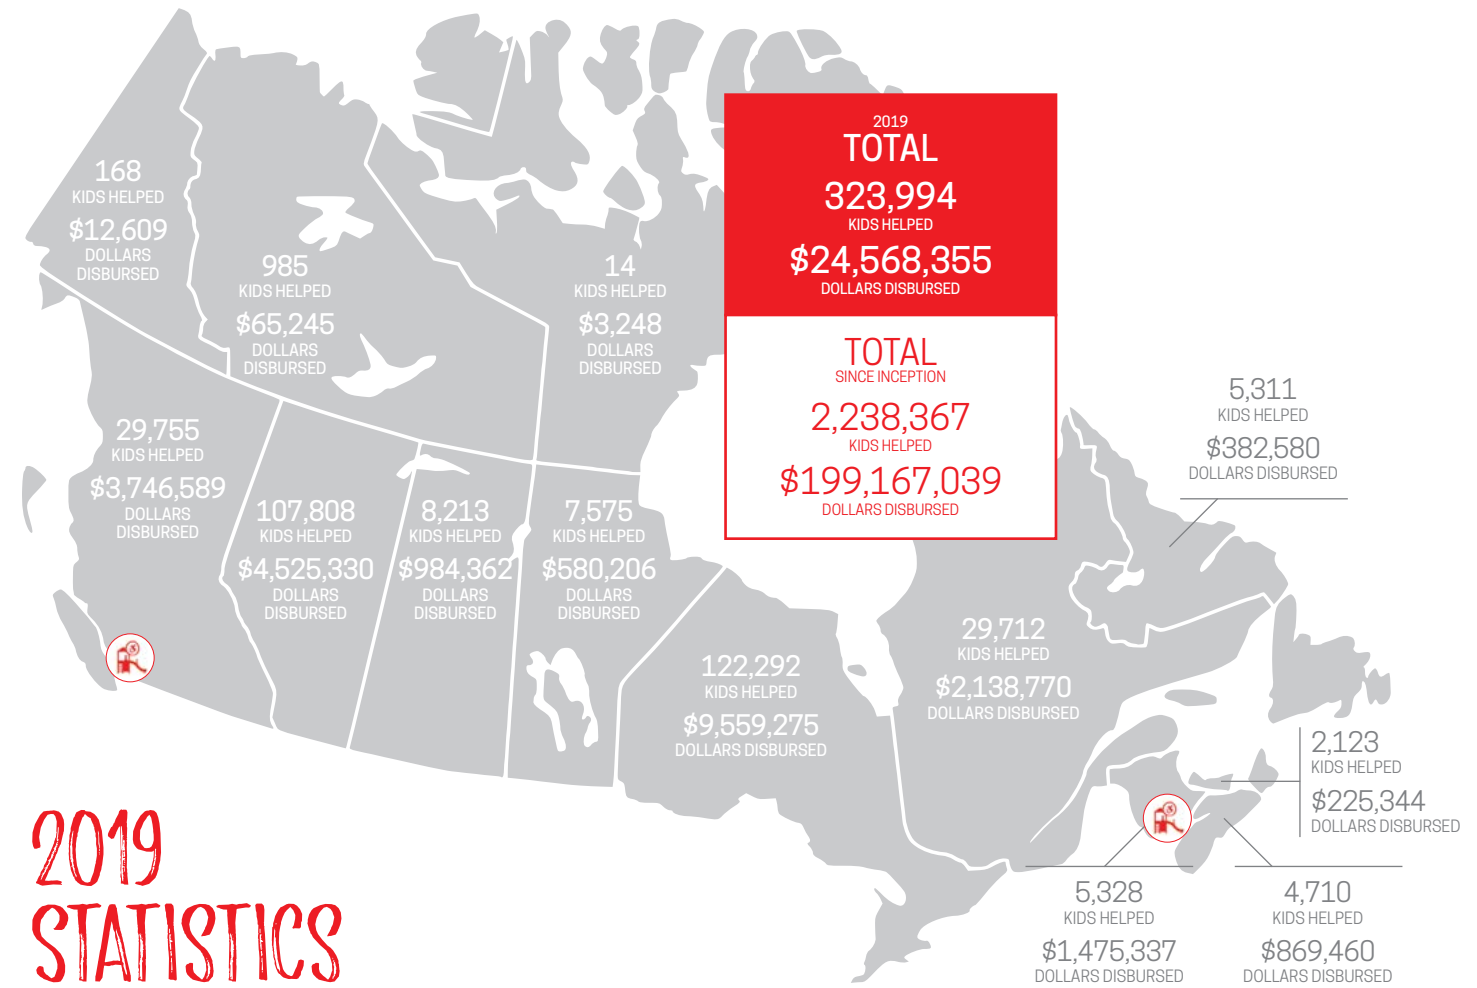 168
KIDS HELPED
$12,609
DOLLARS
DISBURSED
985
KIDS HELPED
$65,245
DOLLARS
DISBURSED
14
KIDS HELPED
$3,248
DOLLARS
DISBURSED
2019
TOTAL
323,994
KIDS HELPED
$24,568,355
DOLLARS DISBURSED
TOTAL
SINCE INCEPTION
2,238,367
KIDS HELPED
$199,167,039
DOLLARS DISBURSED
29,755
KIDS HELPED
$3,746,589
DOLLARS
DISBURSED
107,808
KIDS HELPED
$4,525,330
DOLLARS
DISBURSED
8,213
KIDS HELPED
$984,362
DOLLARS
DISBURSED
7,575
KIDS HELPED
$580,206
DOLLARS
DISBURSED
122,292
KIDS HELPED
$9,559,275
DOLLARS DISBURSED
29,712
KIDS HELPED
$2,138,770
DOLLARS DISBURSED
5,311
KIDS HELPED
$382,580
DOLLARS DISBURSED
2,123
KIDS HELPED
$225,344
DOLLARS DISBURSED
5,328
KIDS HELPED
$1,475,337
DOLLARS DISBURSED
4,710
KIDS HELPED
$869,460
DOLLARS DISBURSED
2019
STATISTICS